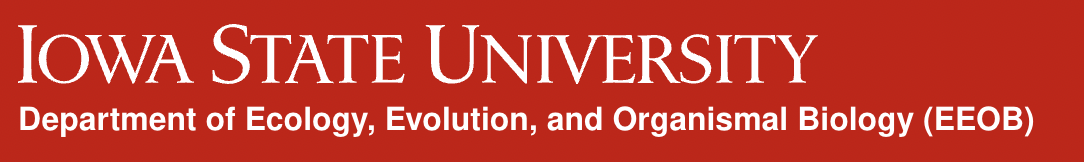 Iowa State University
Department of Ecology, Evolution, and Organismal Biology (EEOB)